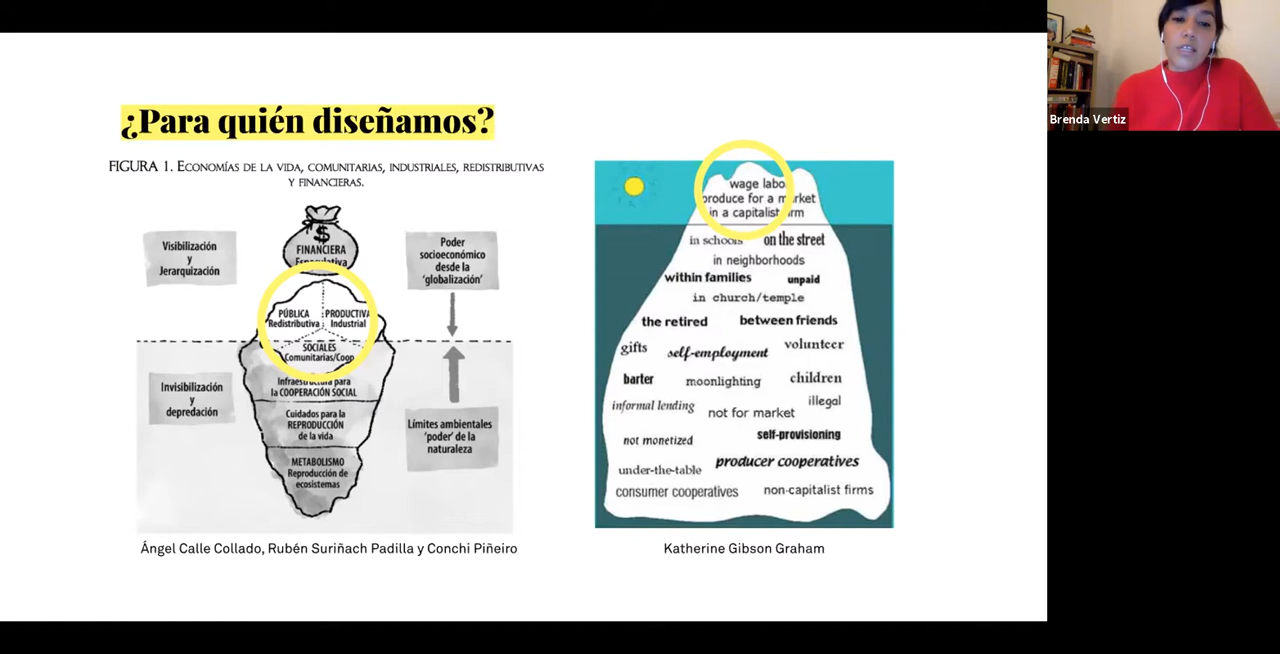 ¿Para quién diseñamos?
FIGURA 1. ECONOMÍAS DE LA VIDA, COMUNITARIAS, INDUSTRIALES, REDISTRIBUTIVAS
Y FINANCIERAS.
Visibilización
y
Jerarquización
$
FINANCIERA
Especulativa
Poder
socioeconómico
desde la
'globalización'
PÚBLICA
Redistributiva
PRODUCTIVA
Industrial
SOCIALES
Comunitarias/Coop
Invisibilización
y
depredación
Infraestructura para
la COOPERACIÓN SOCIAL
Cuidados para la
REPRODUCCIÓN
de la vida
METABOLISMO
Reproducción de
ecosistemas
Límites ambientales
'poder' de la
naturaleza
Ángel Calle Collado, Rubén Suriñach Padilla y Conchi Piñeiro
wage labo
produce for a market
in a capitalist firm
in schools on the street
in neighborhoods
within families unpaid
in church/temple
the retired between friends
gifts self-employment volunteer
barter moonlighting children
informal lending not for market illegal
not monetized self-provisioning
under-the-table producer cooperatives
consumer cooperatives non-capitalist firms
Katherine Gibson Graham
Brenda Vertiz